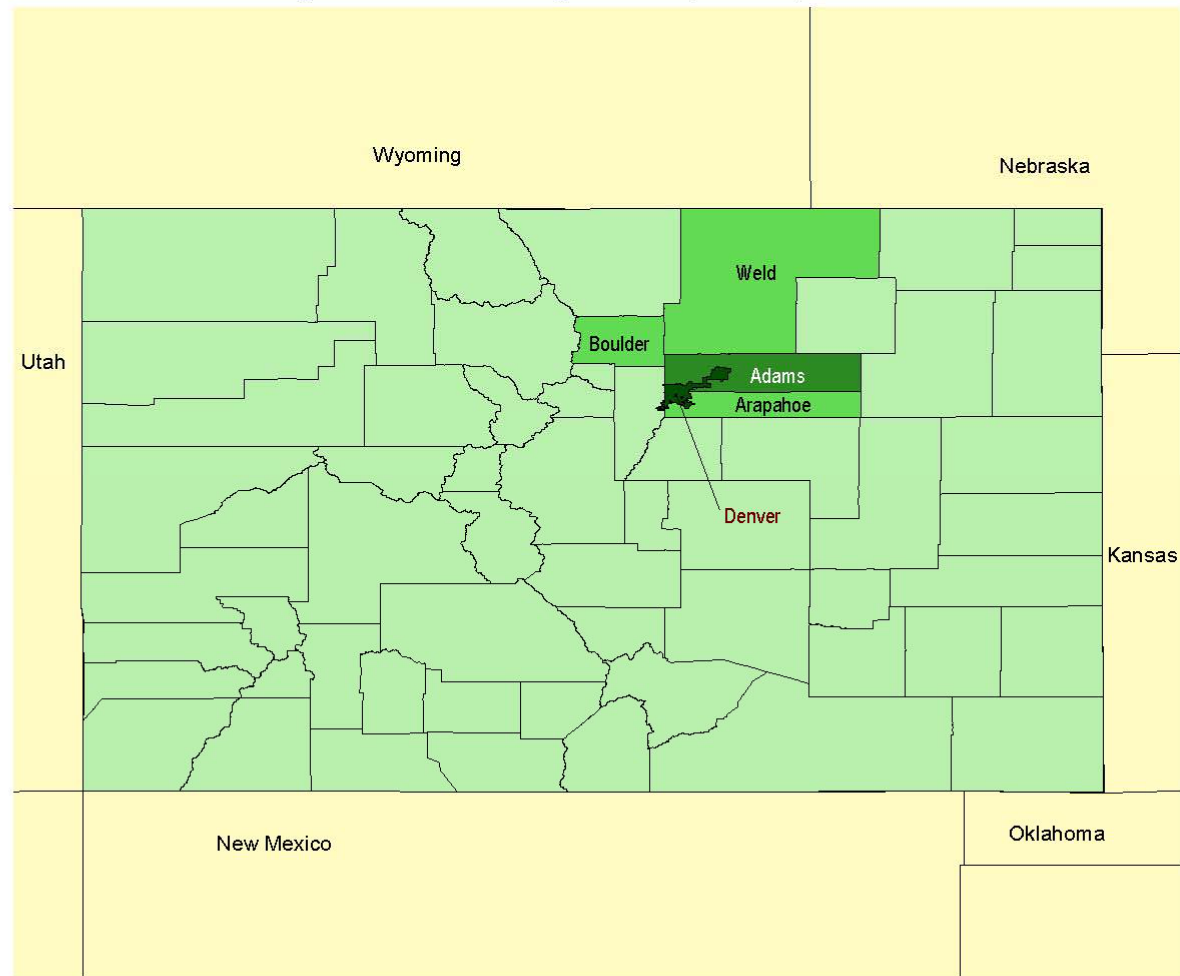 Wyoming
Nebraska
Weld
Utah
Boulder
Adams
Arapahoe
Denver
Kansas
New Mexico
Oklahoma